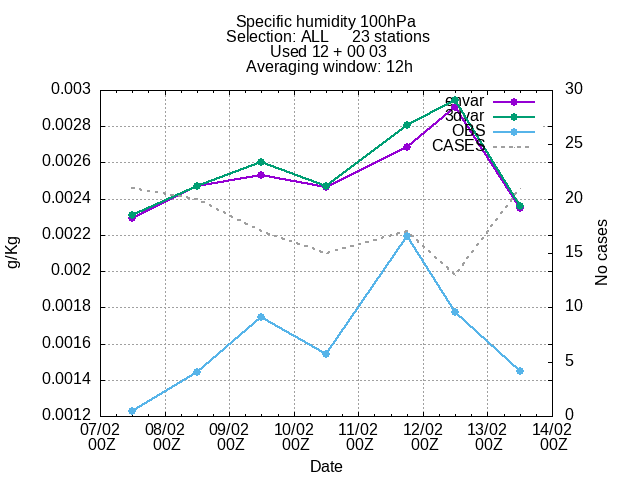 Specific humidity 100hPa
Selection: ALL 23 stations
Used 12 + 00 03
Averaging window: 12h
0.003
0.0028
0.0026
0.0024
0.0022
0.002
0.0018
0.0016
0.0014
0.0012
g/Kg
30
25
20
15
10
5
0
No cases
envar
3dvar
OBS
CASES
07/02 08/02 09/02 10/02 11/02 12/02 13/02 14/02
00Z 00Z 00Z 00Z 00Z 00Z 00Z 00Z
Date